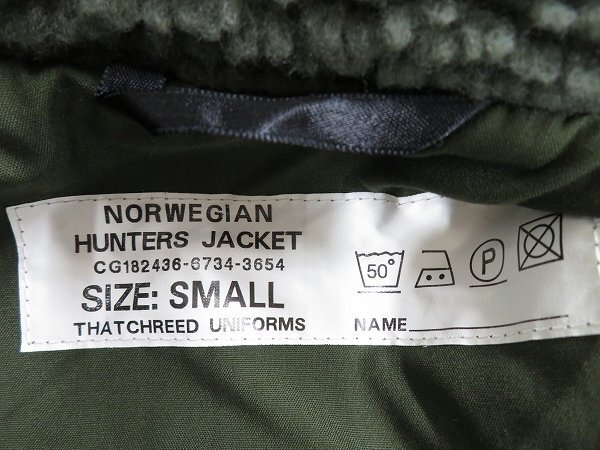 NORWEGIAN
HUNTERS JACKET
CG182436-6734-3654
SIZE: SMALL
THATCHREED UNIFORMS
50°
P
NAME